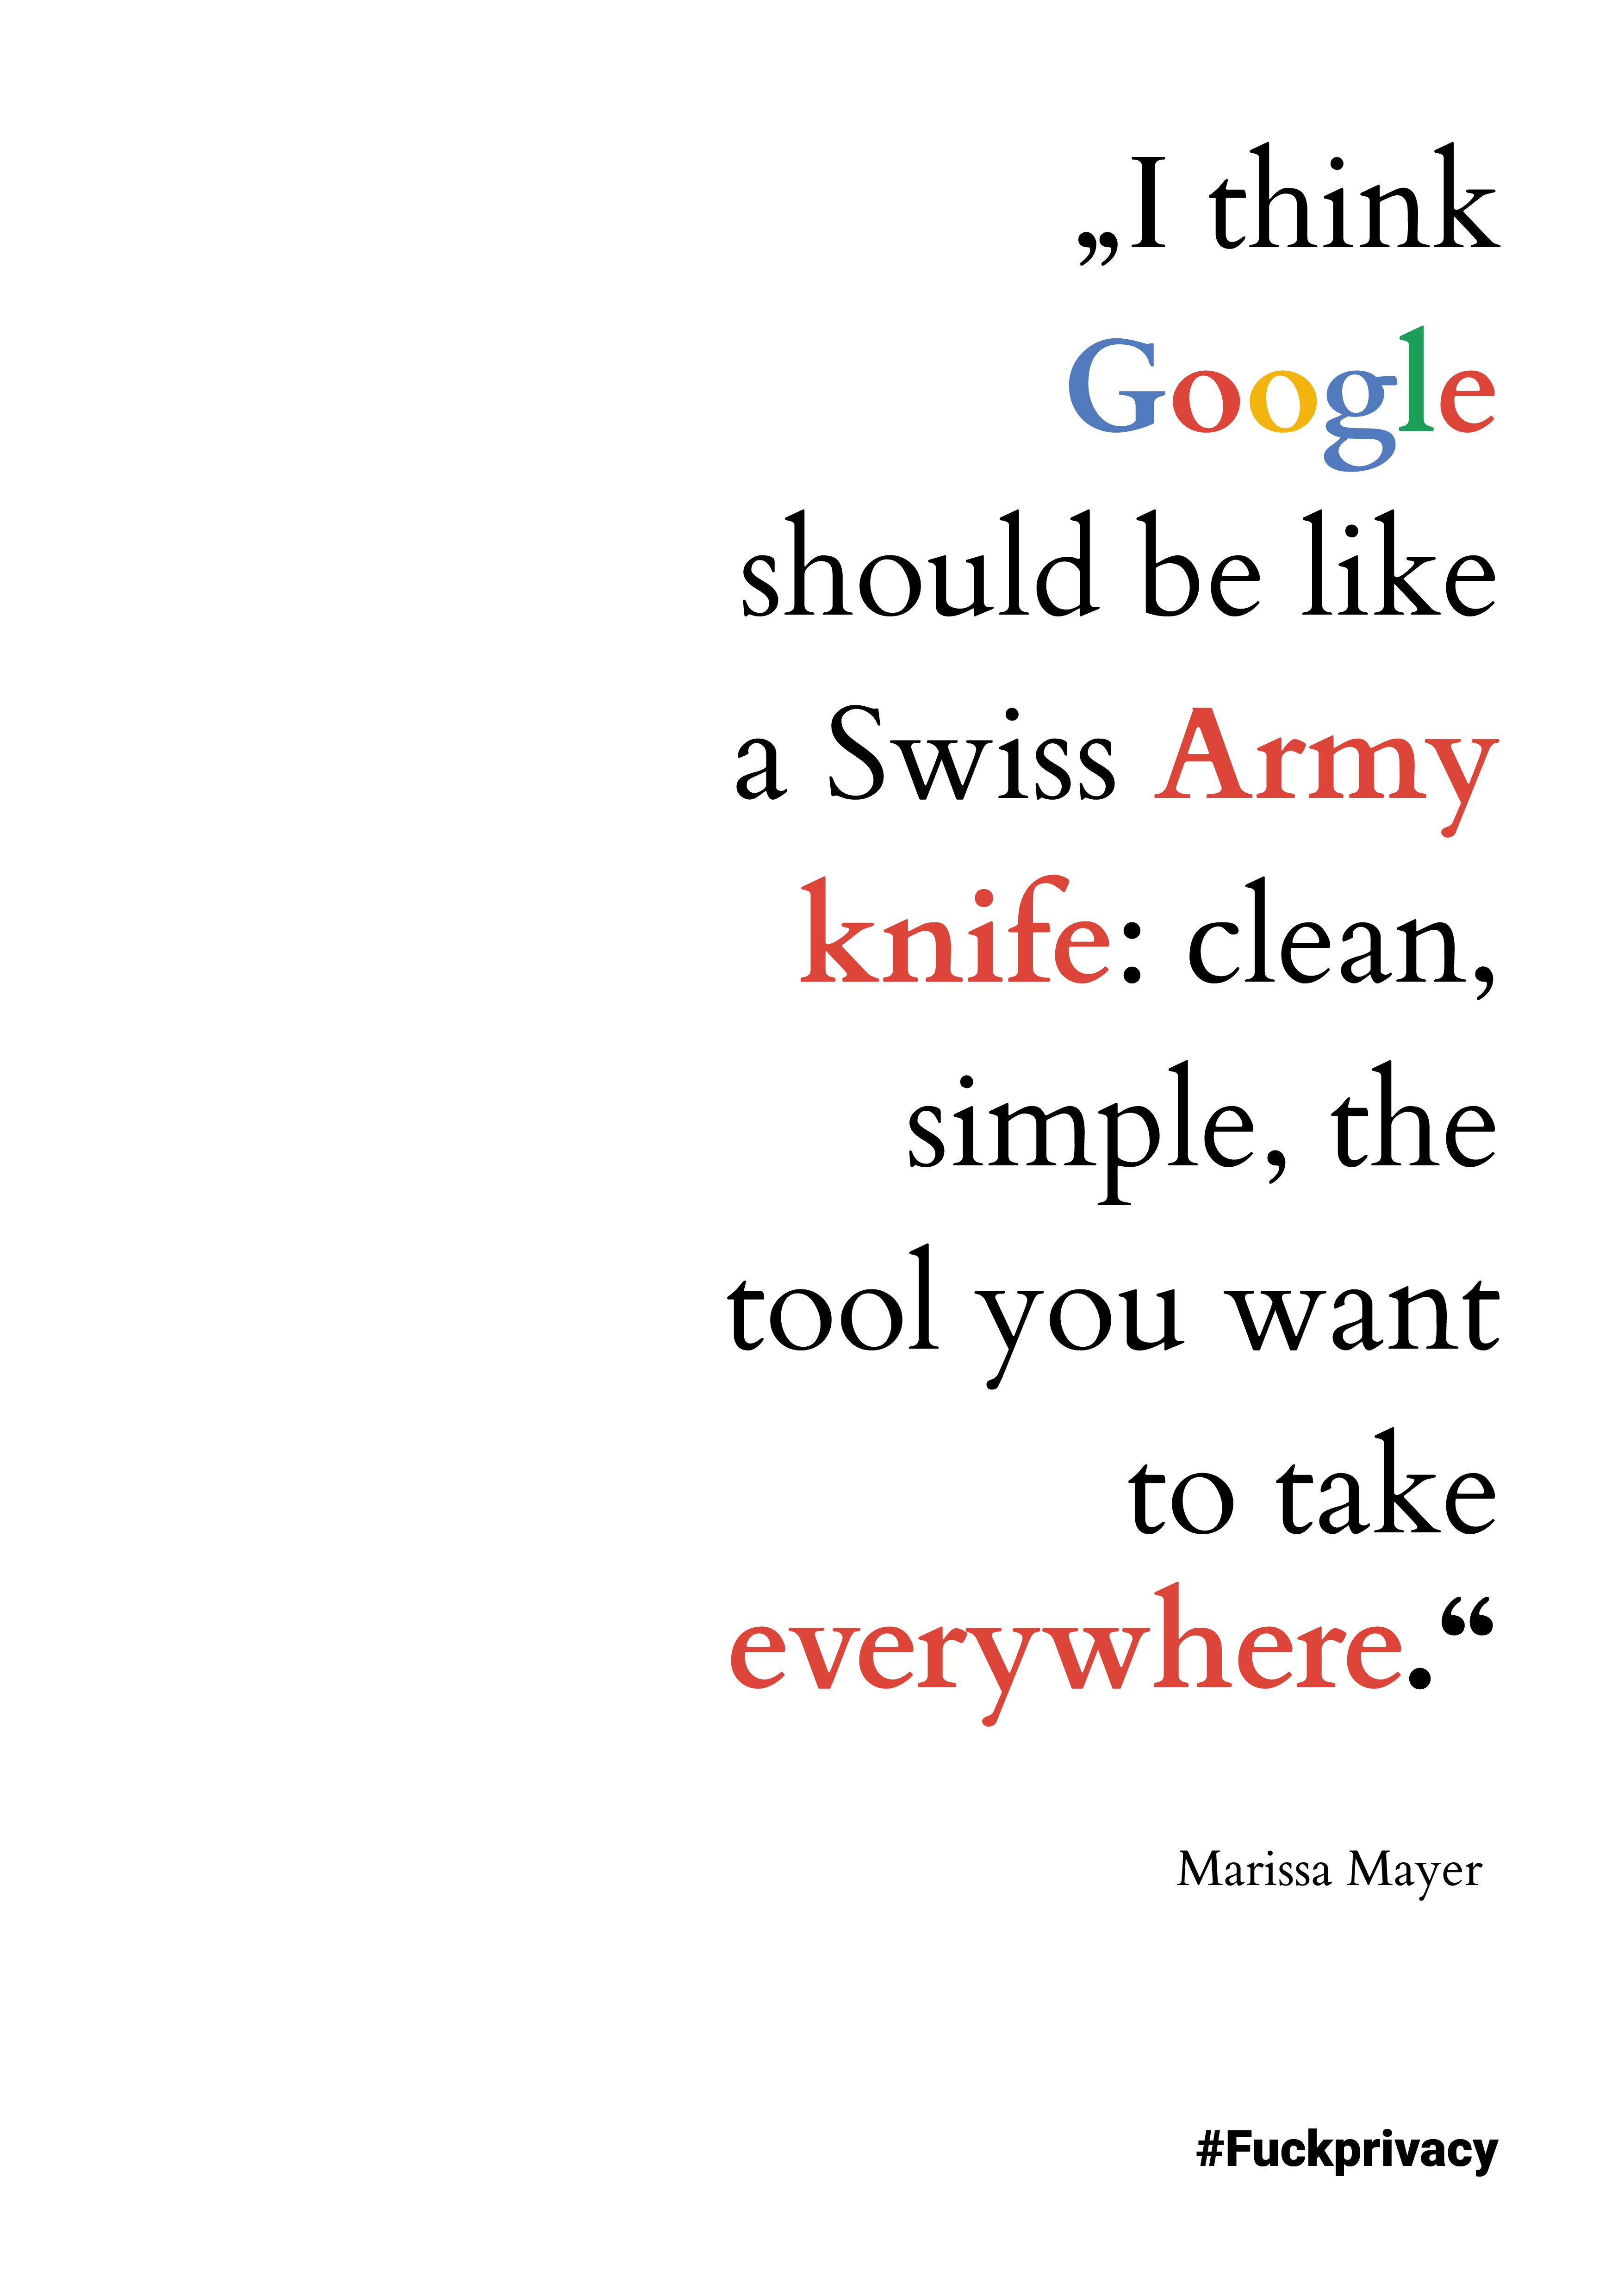 „I think
Google
should be like
a Swiss Army
knife: clean,
simple, the
tool you want
to take
everywhere.“
Marissa Mayer
#Fuckprivacy